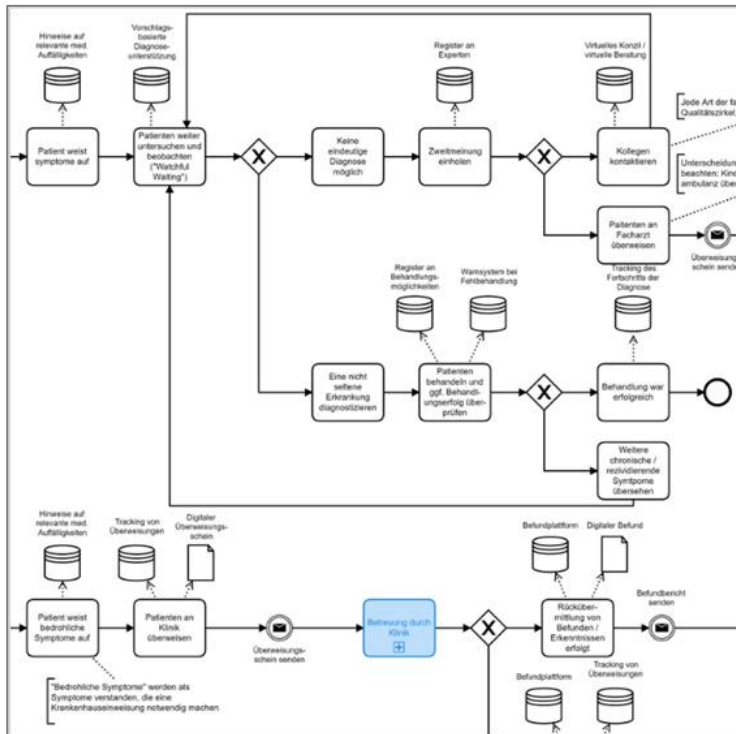 Hinweise auf
relevante med.
Auffälligkeiten
Vorschlags-
basierte
Diagnose-
unterstützung
Register an
Experten
Virtuelles Konzil /
virtuelle Beratung
Jede Art der fa
Qualitätszirkel,
Patient weist
symptome auf
Patienten weiter
untersuchen und
beobachten
("Watchful
Waiting")
Keine
eindeutige
Diagnose
möglich
Zweitmeinung
einholen
Kollegen
kontaktieren
Unterscheidun
beachten: Kind
ambulanz über
Paitenten an
Facharzt
überweisen
Überweisung
schein sende
Register an
Behandlungs-
möglichkeiten
Warnsystem bei
Fehlbehandlung
Tracking des
Fortschritts der
Diagnose
Eine nicht
seltene
Erkrankung
diagnostizieren
Patienten
behandeln und
ggf. Behandl-
ungserfolg über-
prüfen
Behandlung war
erfolgreich
Weitere
chronische /
rezividierende
Symtpome
übersehen
Hinweise auf
relevante med.
Auffälligkeiten
Tracking von
Überweisungen
Digitaler
Überweisungs-
schein
Befundplattform
Digitaler Befund
Patient weist
bedrohliche
Symptome auf
Patienten an
Klinik
überweisen
Überweisungs-
schein senden
Betreuung durch
Klinik
Rücküber-
mittlung von
Befunden /
Erkenntnissen
erfolgt
Befundbericht
senden
"Bedrohliche Symptome" werden als
Symptome verstanden, die eine
Krankenhauseinweisung notwendig machen
Befundplattform
Tracking von
Überweisungen